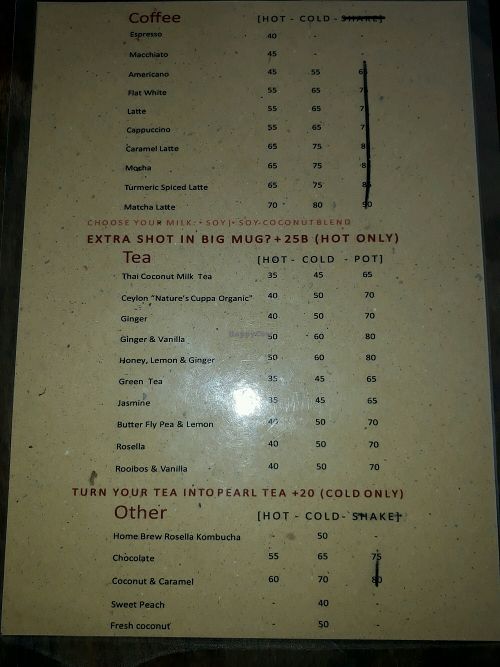 Coffee [HOT - COLD - SHAKE]
Espresso 40 - -
Macchiato 45 - -
Americano 45 55
Flat White 55 65
Latte 55 65
Cappuccino 55 65
Caramel Latte 65 75
Mocha 65 75
Turmeric Spiced Latte 65 75
Matcha Latte 70 80 90
CHOOSE YOUR MILK: • SOY | • SOY-COCONUT BLEND
EXTRA SHOT IN BIG MUG? +25B (HOT ONLY)
Tea [HOT - COLD - POT]
Thai Coconut Milk Tea 35 45 65
Ceylon "Nature's Cuppa Organic" 40 50 70
Ginger 40 50 70
Ginger & Vanilla 50 60 80
Honey, Lemon & Ginger 50 60 80
Green Tea 35 45 65
Jasmine 35 45 65
Butter Fly Pea & Lemon 40 50 70
Rosella 40 50 70
Rooibos & Vanilla 40 50 70
TURN YOUR TEA INTO PEARL TEA +20 (COLD ONLY)
Other [HOT - COLD- SHAKE]
Home Brew Rosella Kombucha - 50 -
Chocolate 55 65 75
Coconut & Caramel 60 70 80
Sweet Peach - 40 -
Fresh coconut - 50 -